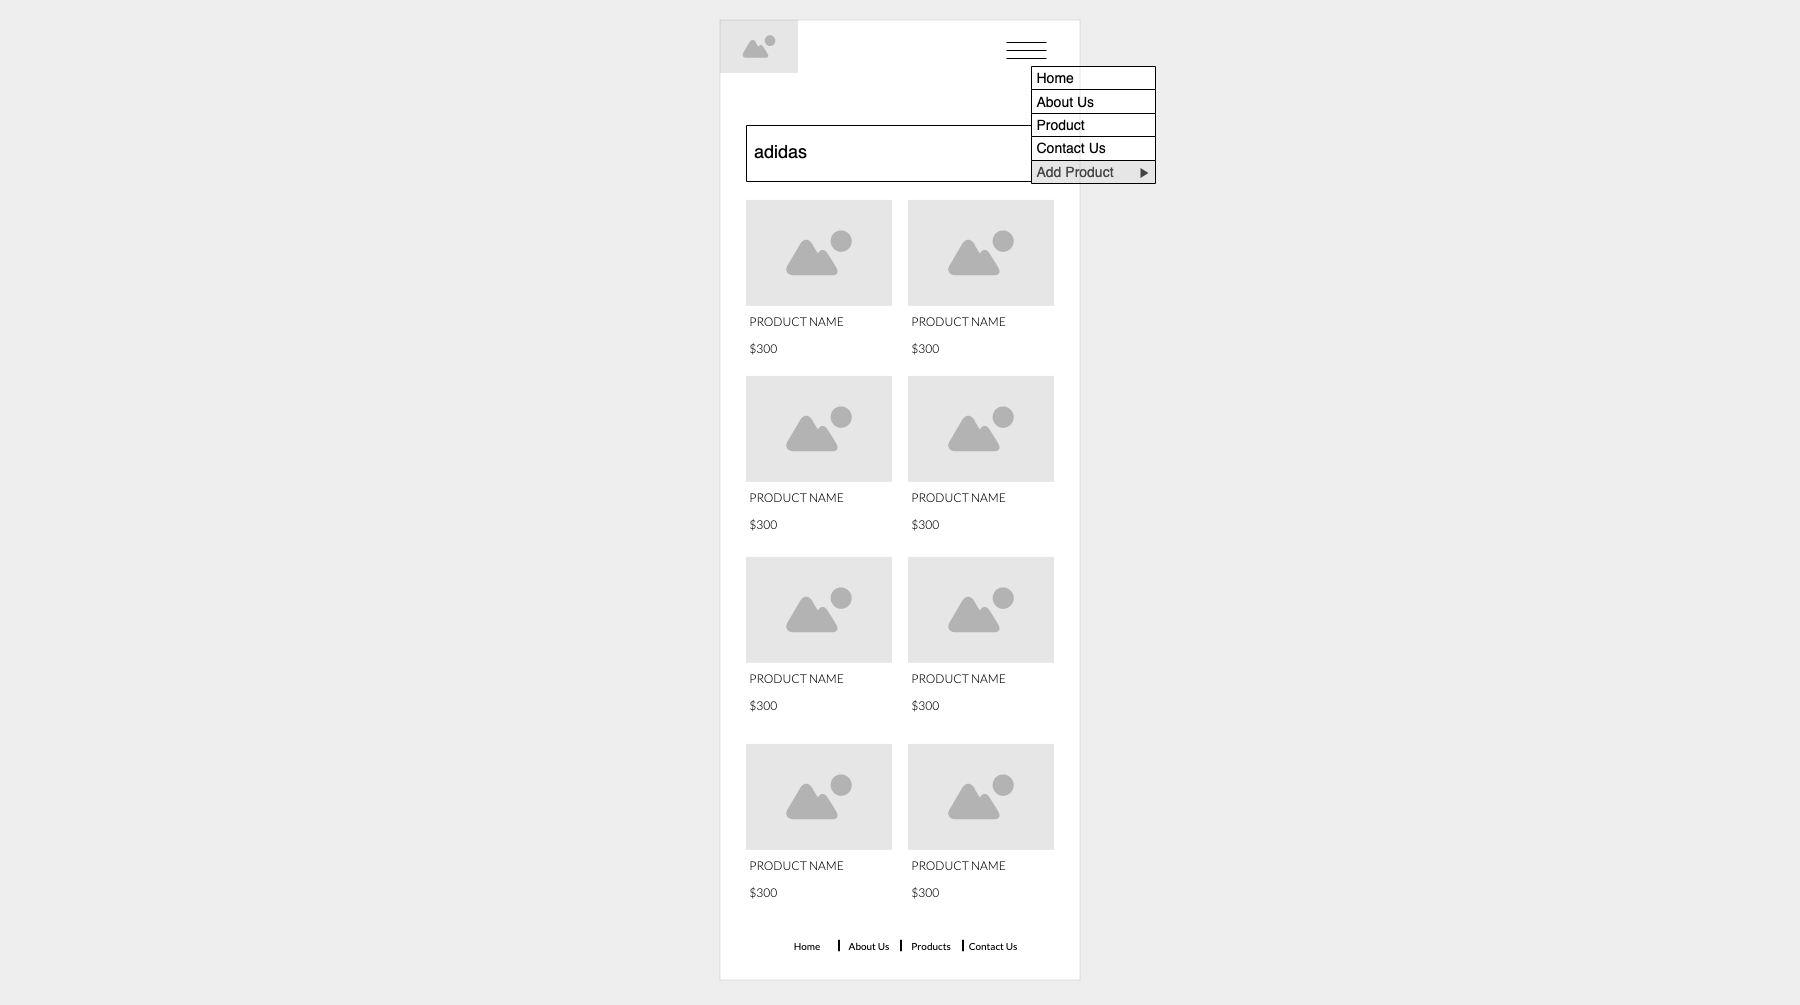 Home
About Us
Product
Contact Us
Add Product
adidas
PRODUCT NAME PRODUCT NAME
$300 $300
PRODUCT NAME PRODUCT NAME
$300 $300
PRODUCT NAME PRODUCT NAME
$300 $300
PRODUCT NAME PRODUCT NAME
$300 $300
Home About Us Products Contact Us